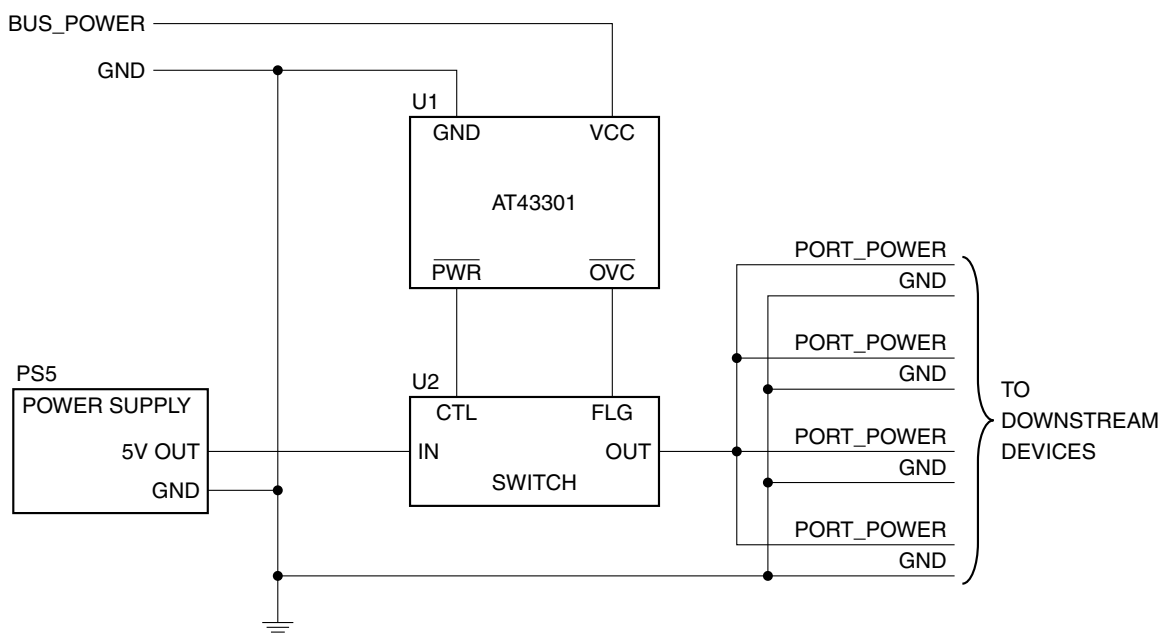 BUS_POWER
GND
U1
GND VCC
AT43301
PWR OVC
PS5
POWER SUPPLY
5V OUT
GND
U2
CTL FLG
IN OUT
SWITCH
PORT_POWER
GND
PORT_POWER
GND
PORT_POWER
GND
PORT_POWER
GND
TO
DOWNSTREAM
DEVICES